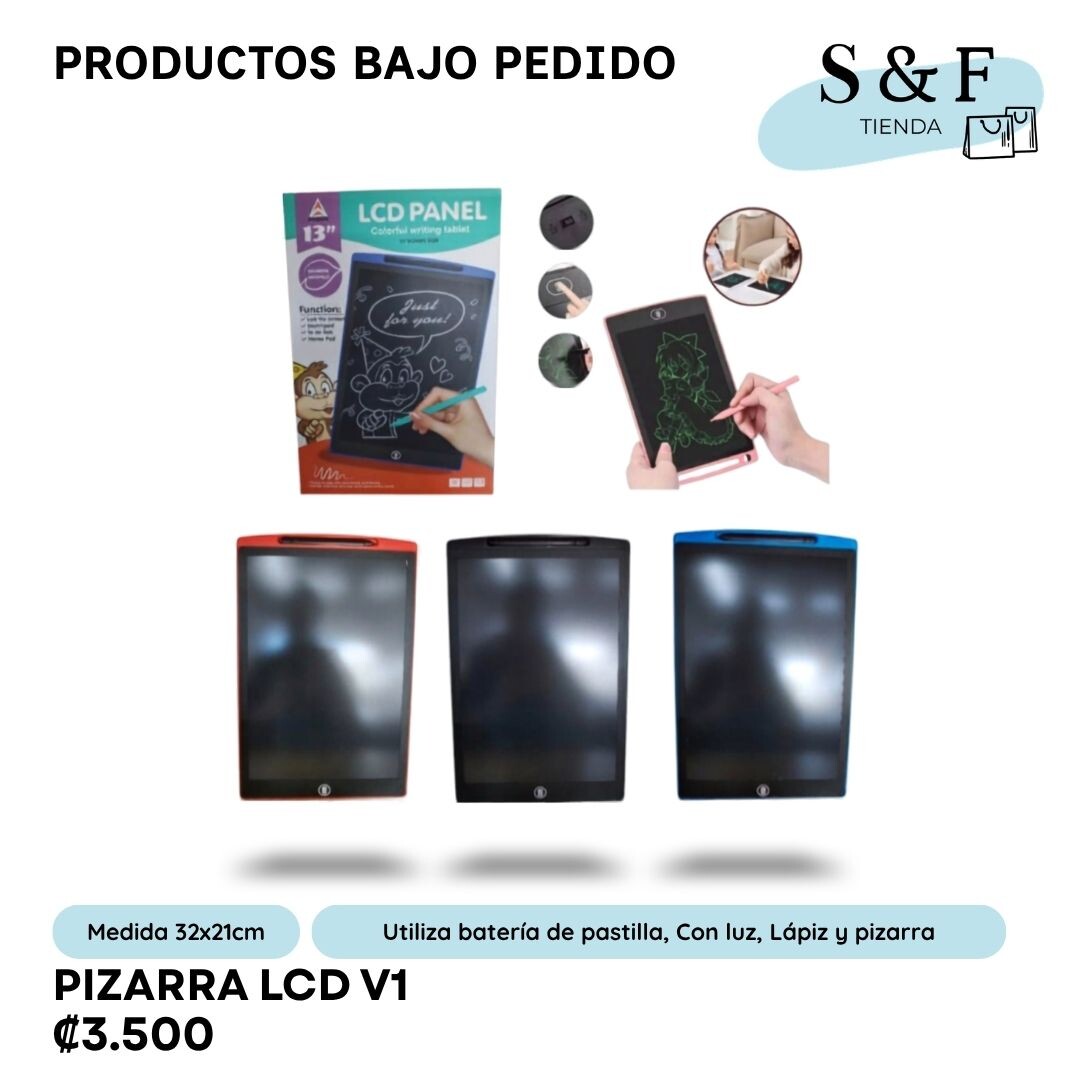 PRODUCTOS BAJO PEDIDO
S & F
TIENDA
LCD PANEL
Colorful writing tablet
13"
Just
for you!
Function:
Medida 32x21cm
Utiliza batería de pastilla, Con luz, Lápiz y pizarra
PIZARRA LCD V1
₡3.500